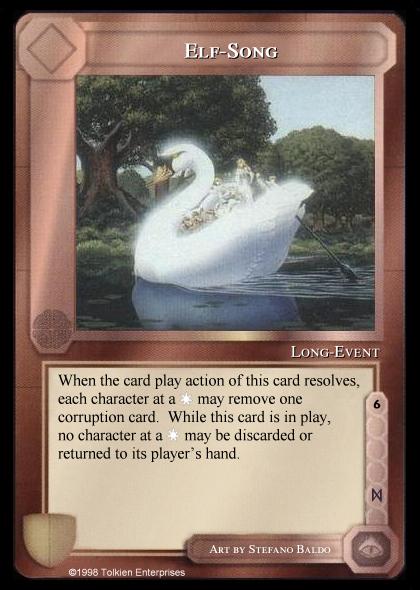 Elf-Song
Long-Event
When the card play action of this card resolves,
each character at a ☼ may remove one
corruption card. While this card is in play,
no character at a ☼ may be discarded or
returned to its player's hand.
6
ᛞ
Art by Stefano Baldo
©1998 Tolkien Enterprises